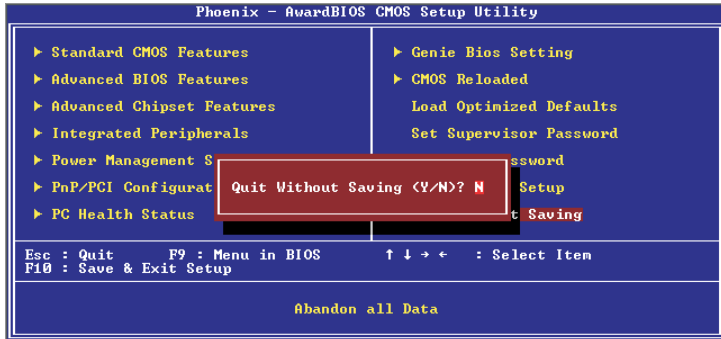 Phoenix - AwardBIOS CMOS Setup Utility
▶ Standard CMOS Features
▶ Advanced BIOS Features
▶ Advanced Chipset Features
▶ Integrated Peripherals
▶ Power Management S
▶ PnP/PCI Configurat
▶ PC Health Status
▶ Genie Bios Setting
▶ CMOS Reloaded
Load Optimized Defaults
Set Supervisor Password
ssword
Setup
t Saving
Quit Without Saving (Y/N)? N
Esc : Quit F9 : Menu in BIOS ↑ ↓ → ← : Select Item
F10 : Save & Exit Setup
Abandon all Data